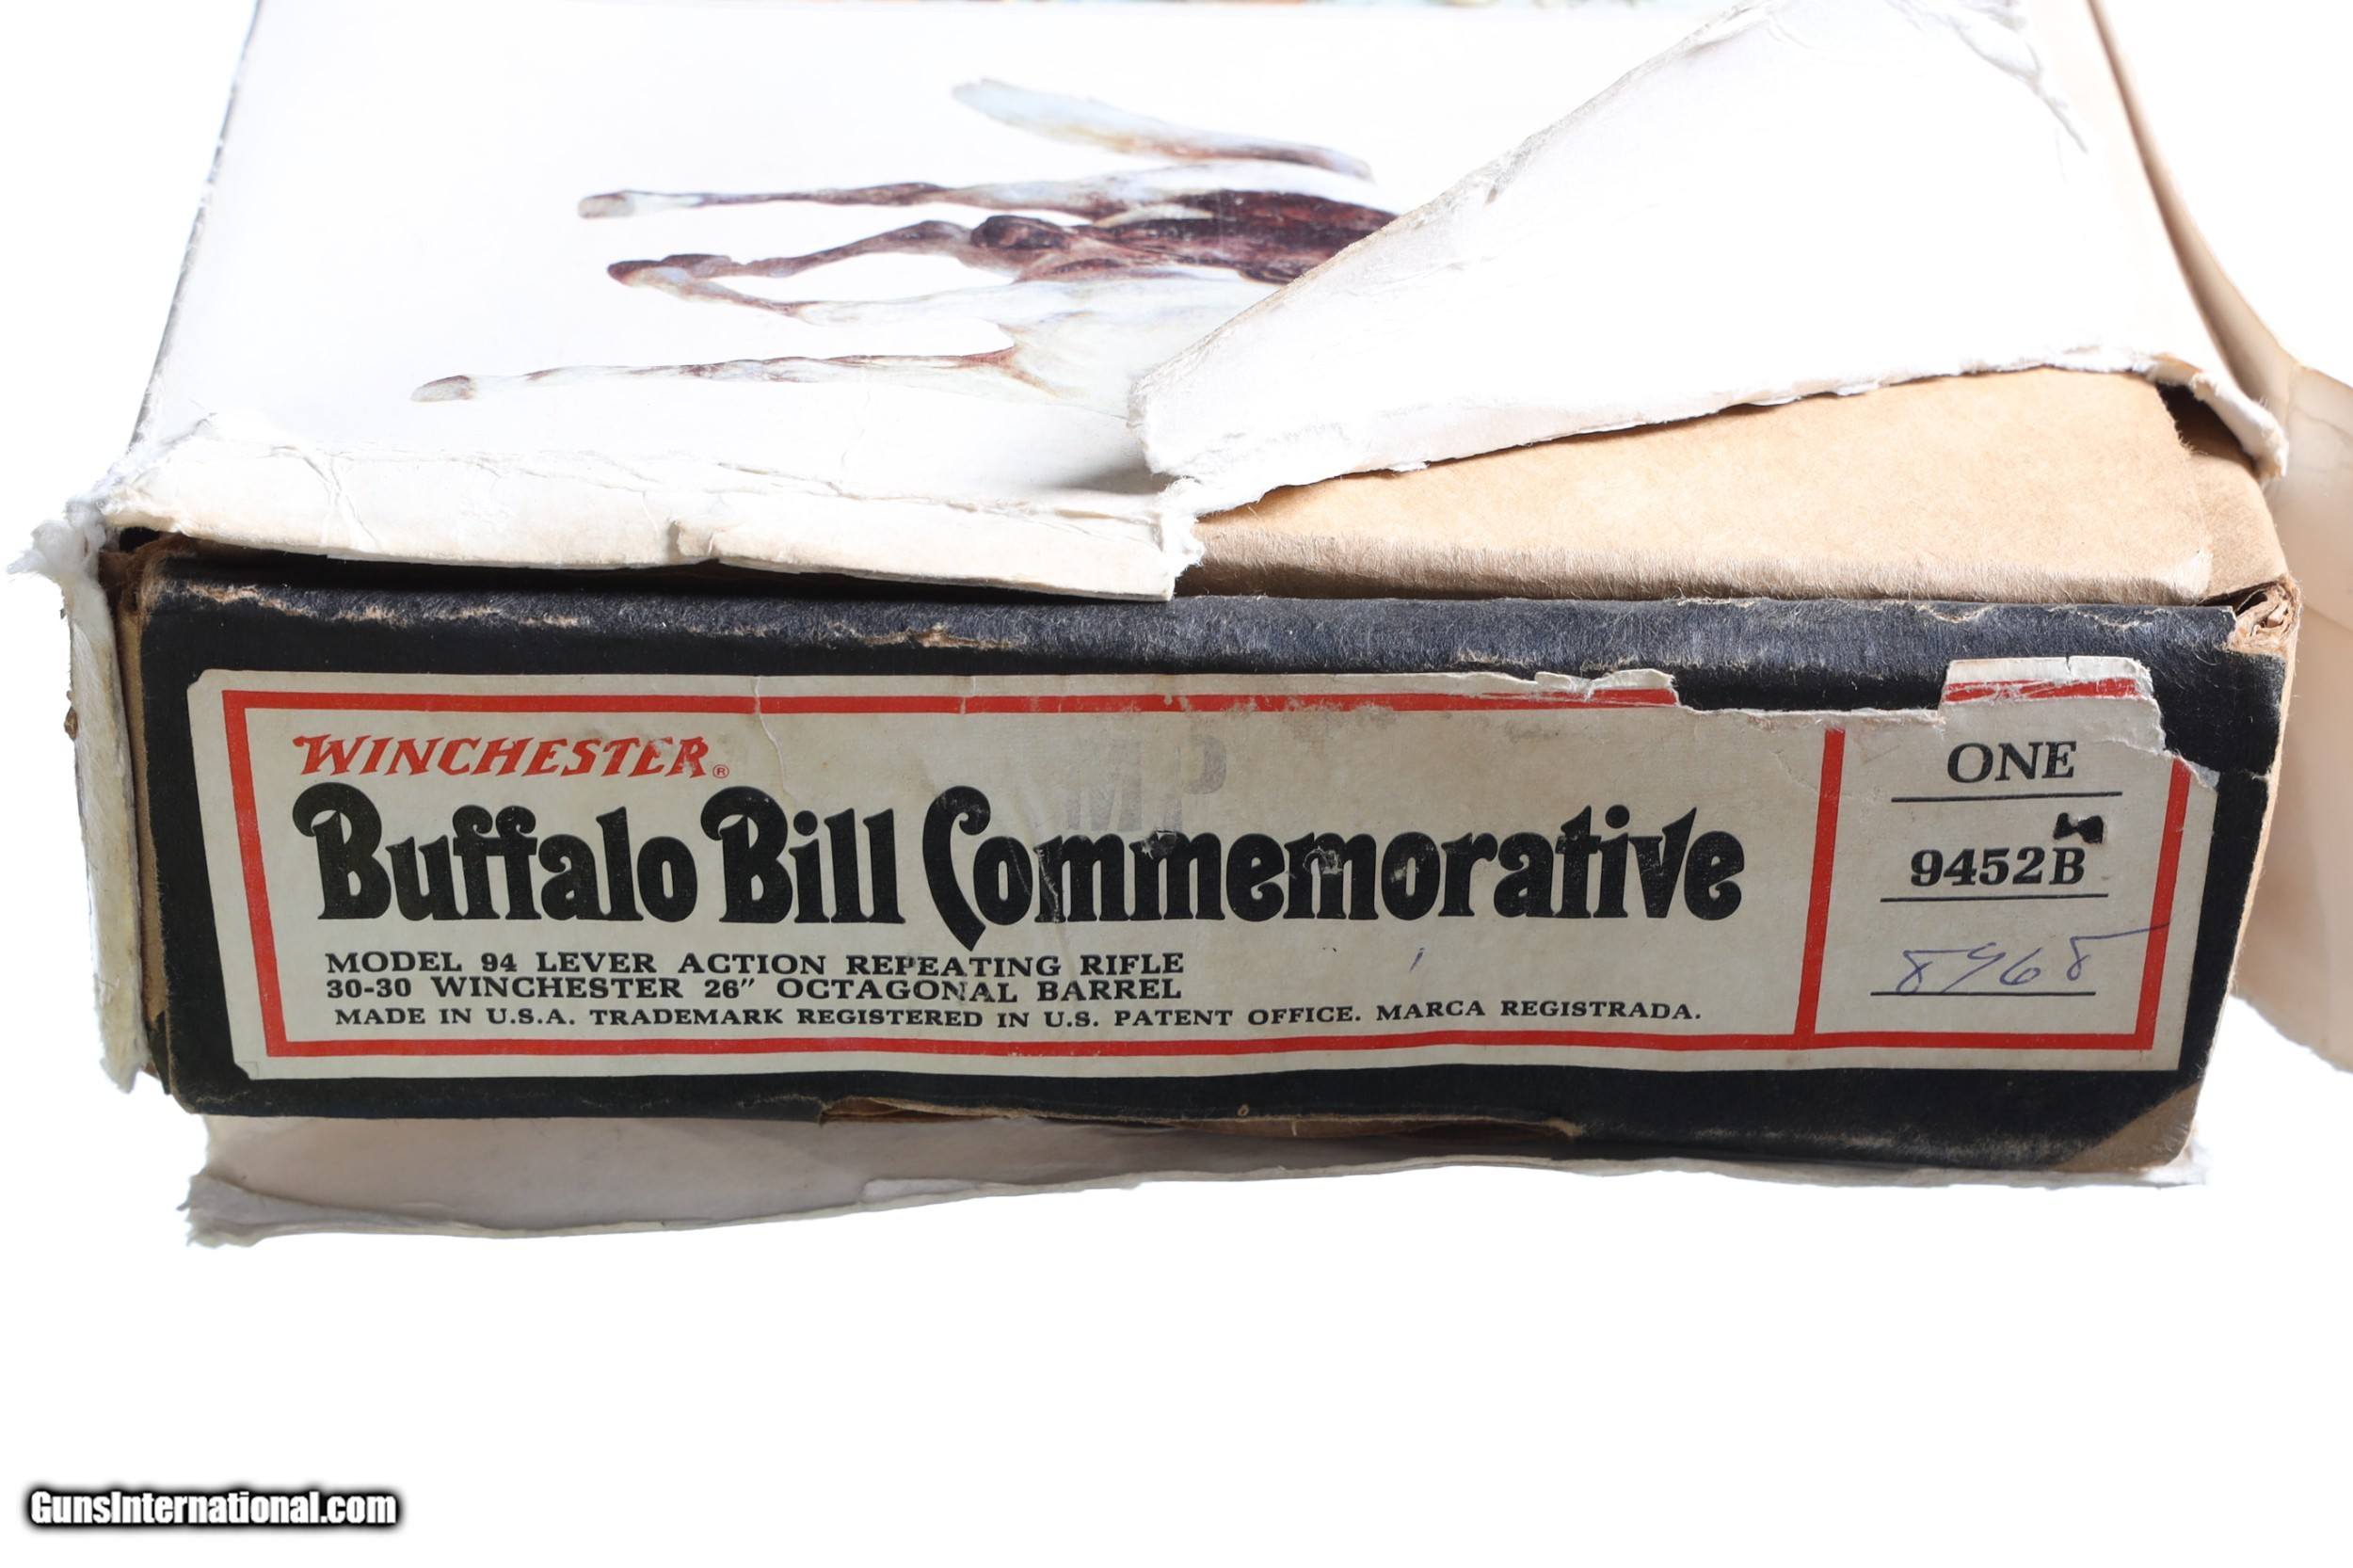 WINCHESTER®
Buffalo Bill Commemorative
MODEL 94 LEVER ACTION REPEATING RIFLE
30-30 WINCHESTER 26" OCTAGONAL BARREL
MADE IN U.S.A. TRADEMARK REGISTERED IN U.S. PATENT OFFICE. MARCA REGISTRADA.
MP
ONE
9452B
GunsInternational.com